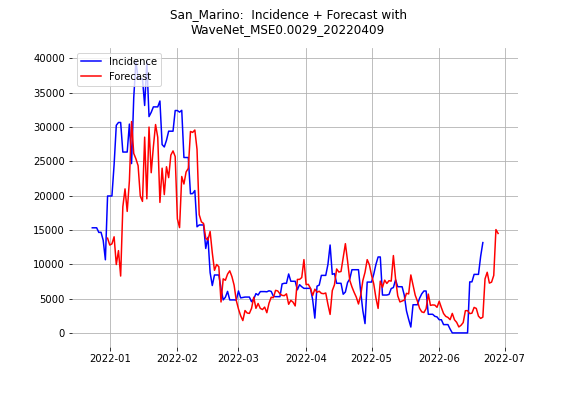 San_Marino:  Incidence + Forecast with
WaveNet_MSE0.0029_20220409
Incidence
Forecast
40000
35000
30000
25000
20000
15000
10000
5000
0
2022-01 2022-02 2022-03 2022-04 2022-05 2022-06 2022-07